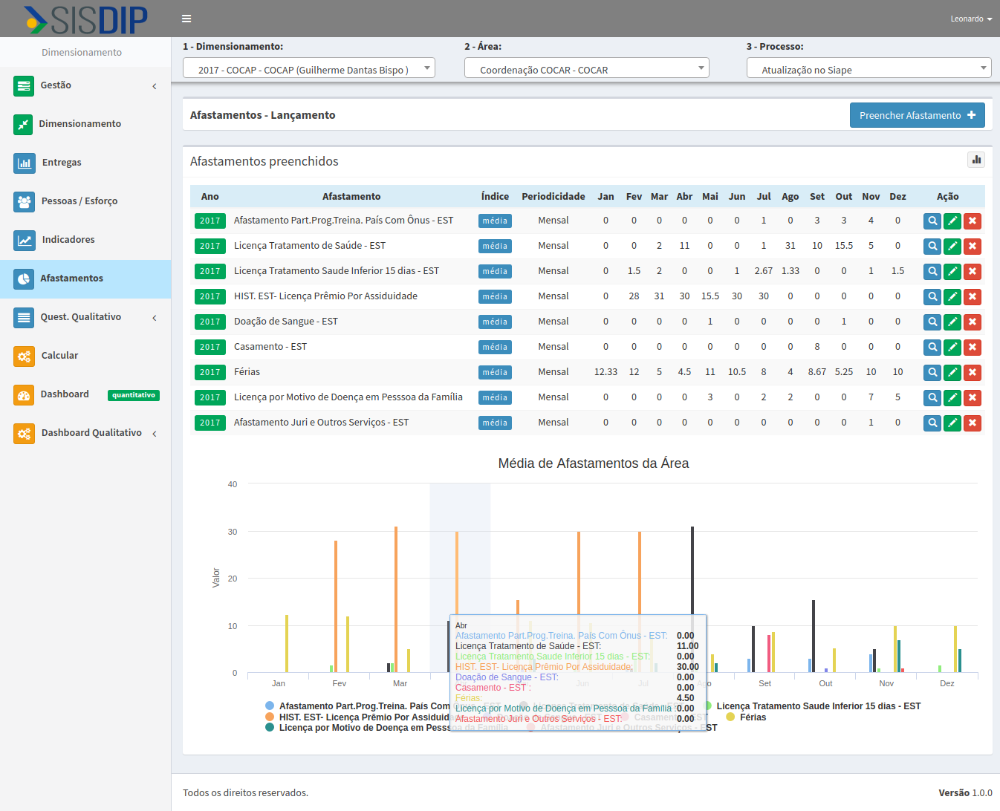 SISDIP
Leonardo
Dimensionamento
Gestão
Dimensionamento
Entregas
Pessoas / Esforço
Indicadores
Afastamentos
Quest. Qualitativo
Calcular
Dashboard quantitativo
Dashboard Qualitativo
1 - Dimensionamento: 2 - Área: 3 - Processo:
2017 - COCAP - COCAP (Guilherme Dantas Bispo ) Coordenação COCAR - COCAR Atualização no Siape
Afastamentos - Lançamento Preencher Afastamento
Afastamentos preenchidos
Ano Afastamento Índice Periodicidade Jan Fev Mar Abr Mai Jun Jul Ago Set Out Nov Dez Ação
2017 Afastamento Part.Prog.Treina. País Com Ônus - EST média Mensal 0 0 0 0 0 0 1 0 3 3 4 0
2017 Licença Tratamento de Saúde - EST média Mensal 0 0 2 11 0 0 1 31 10 15.5 5 0
2017 Licença Tratamento Saude Inferior 15 dias - EST média Mensal 0 1.5 2 0 0 1 2.67 1.33 0 0 1 1.5
2017 HIST. EST- Licença Prêmio Por Assiduidade média Mensal 0 28 31 30 15.5 30 30 0 0 0 0 0
2017 Doação de Sangue - EST média Mensal 0 0 0 0 1 0 0 0 0 1 0 0
2017 Casamento - EST média Mensal 0 0 0 0 0 0 0 0 8 0 0 0
2017 Férias média Mensal 12.33 12 5 4.5 11 10.5 8 4 8.67 5.25 10 10
2017 Licença por Motivo de Doença em Pesssoa da Família média Mensal 0 0 0 0 3 0 2 2 0 0 7 5
2017 Afastamento Juri e Outros Serviços - EST média Mensal 0 0 0 0 0 0 0 0 0 0 1 0
Média de Afastamentos da Área
Valor
40
30
20
10
0
Jan Fev Mar Jun Jul Ago Set Out Nov Dez
Abr
Afastamento Part.Prog.Treina. País Com Ônus - EST: 0.00
Licença Tratamento de Saúde - EST: 11.00
Licença Tratamento Saude Inferior 15 dias - EST: 0.00
HIST. EST- Licença Prêmio Por Assiduidade: 30.00
Doação de Sangue - EST: 0.00
Casamento - EST : 0.00
Férias: 4.50
Licença por Motivo de Doença em Pesssoa da Família : 0.00
Afastamento Juri e Outros Serviços - EST: 0.00
Afastamento Part.Prog.Treina. País Com Ônus - EST Licença Tratamento de Saúde - EST Licença Tratamento Saude Inferior 15 dias - EST
HIST. EST- Licença Prêmio Por Assiduidade Doação de Sangue - EST Casamento - EST Férias
Licença por Motivo de Doença em Pesssoa da Família Afastamento Juri e Outros Serviços - EST
Todos os direitos reservados. Versão 1.0.0